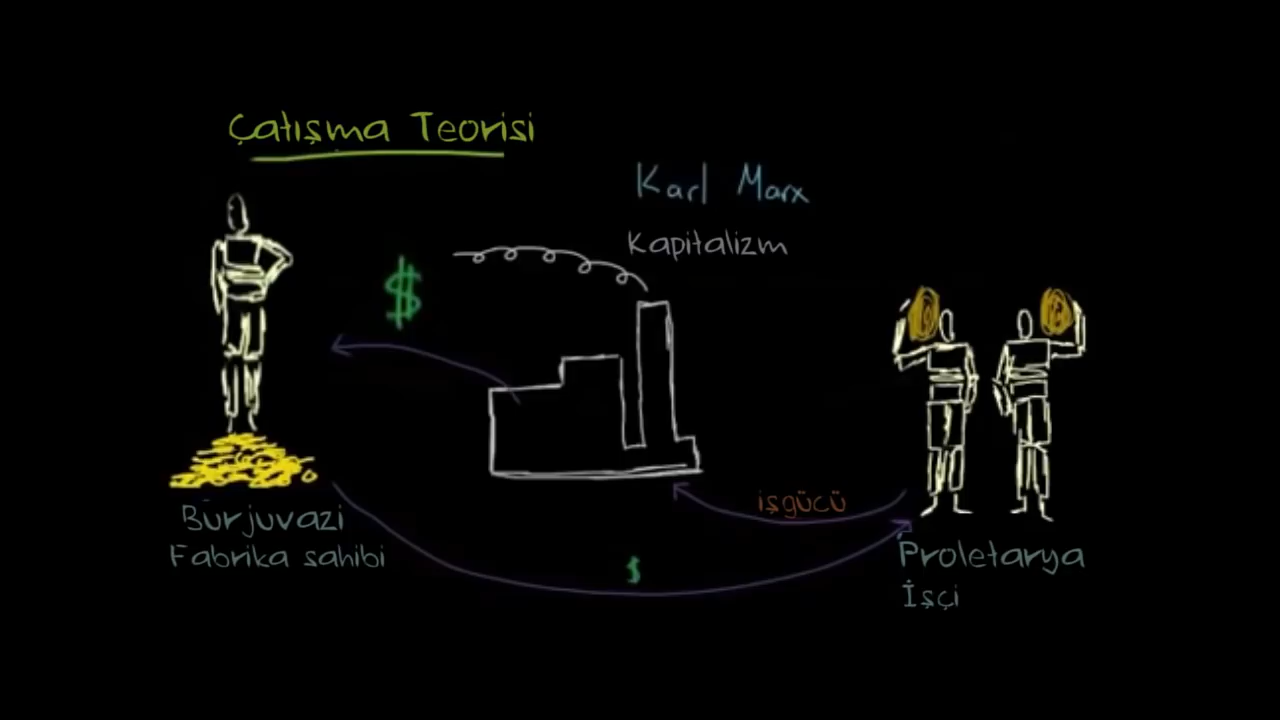 Çatışma Teorisi
Karl Marx
Kapitalizm
$
işgücü
Burjuvazi
Fabrika sahibi
$
Proletarya
İşçi